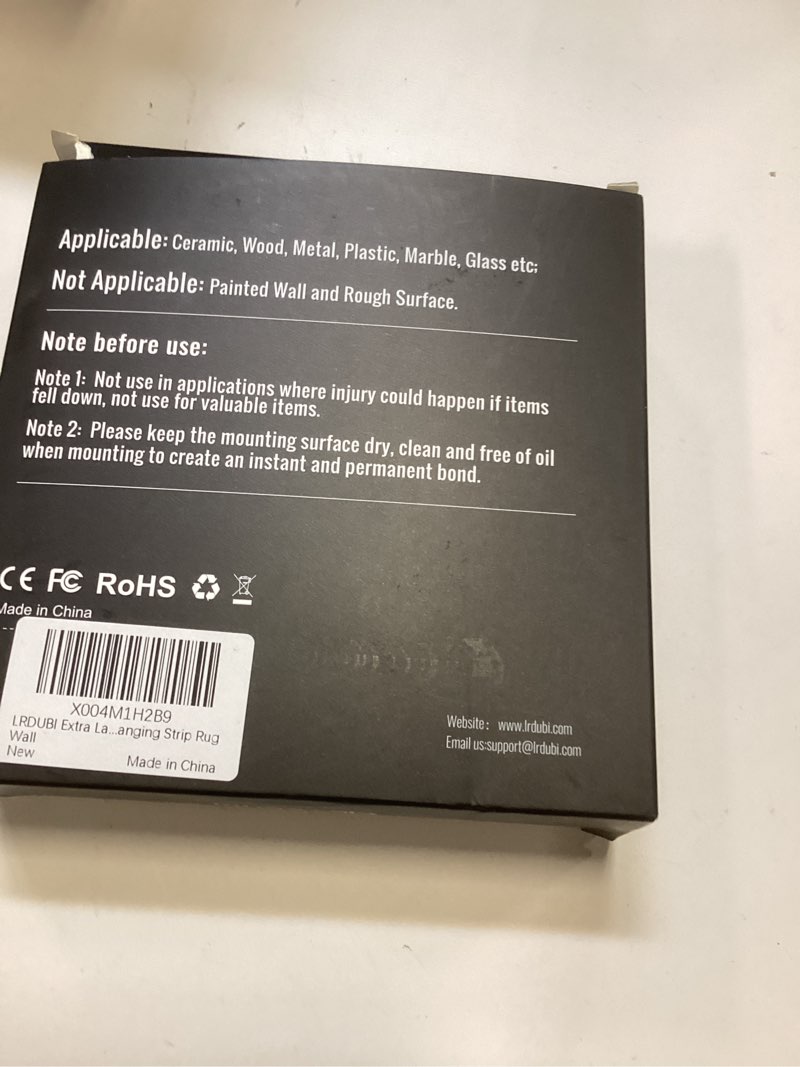 Applicable: Ceramic, Wood, Metal, Plastic, Marble, Glass etc;
Not Applicable: Painted Wall and Rough Surface.
Note before use:
Note 1: Not use in applications where injury could happen if items
fell down, not use for valuable items.
Note 2: Please keep the mounting surface dry, clean and free of oil
when mounting to create an instant and permanent bond.
CE FC RoHS
Made in China
X004M1H2B9
LRDUBI Extra La...anging Strip Rug
Wall
New
Made in China
Website: www.lrdubi.com
Email us:support@lrdubi.com